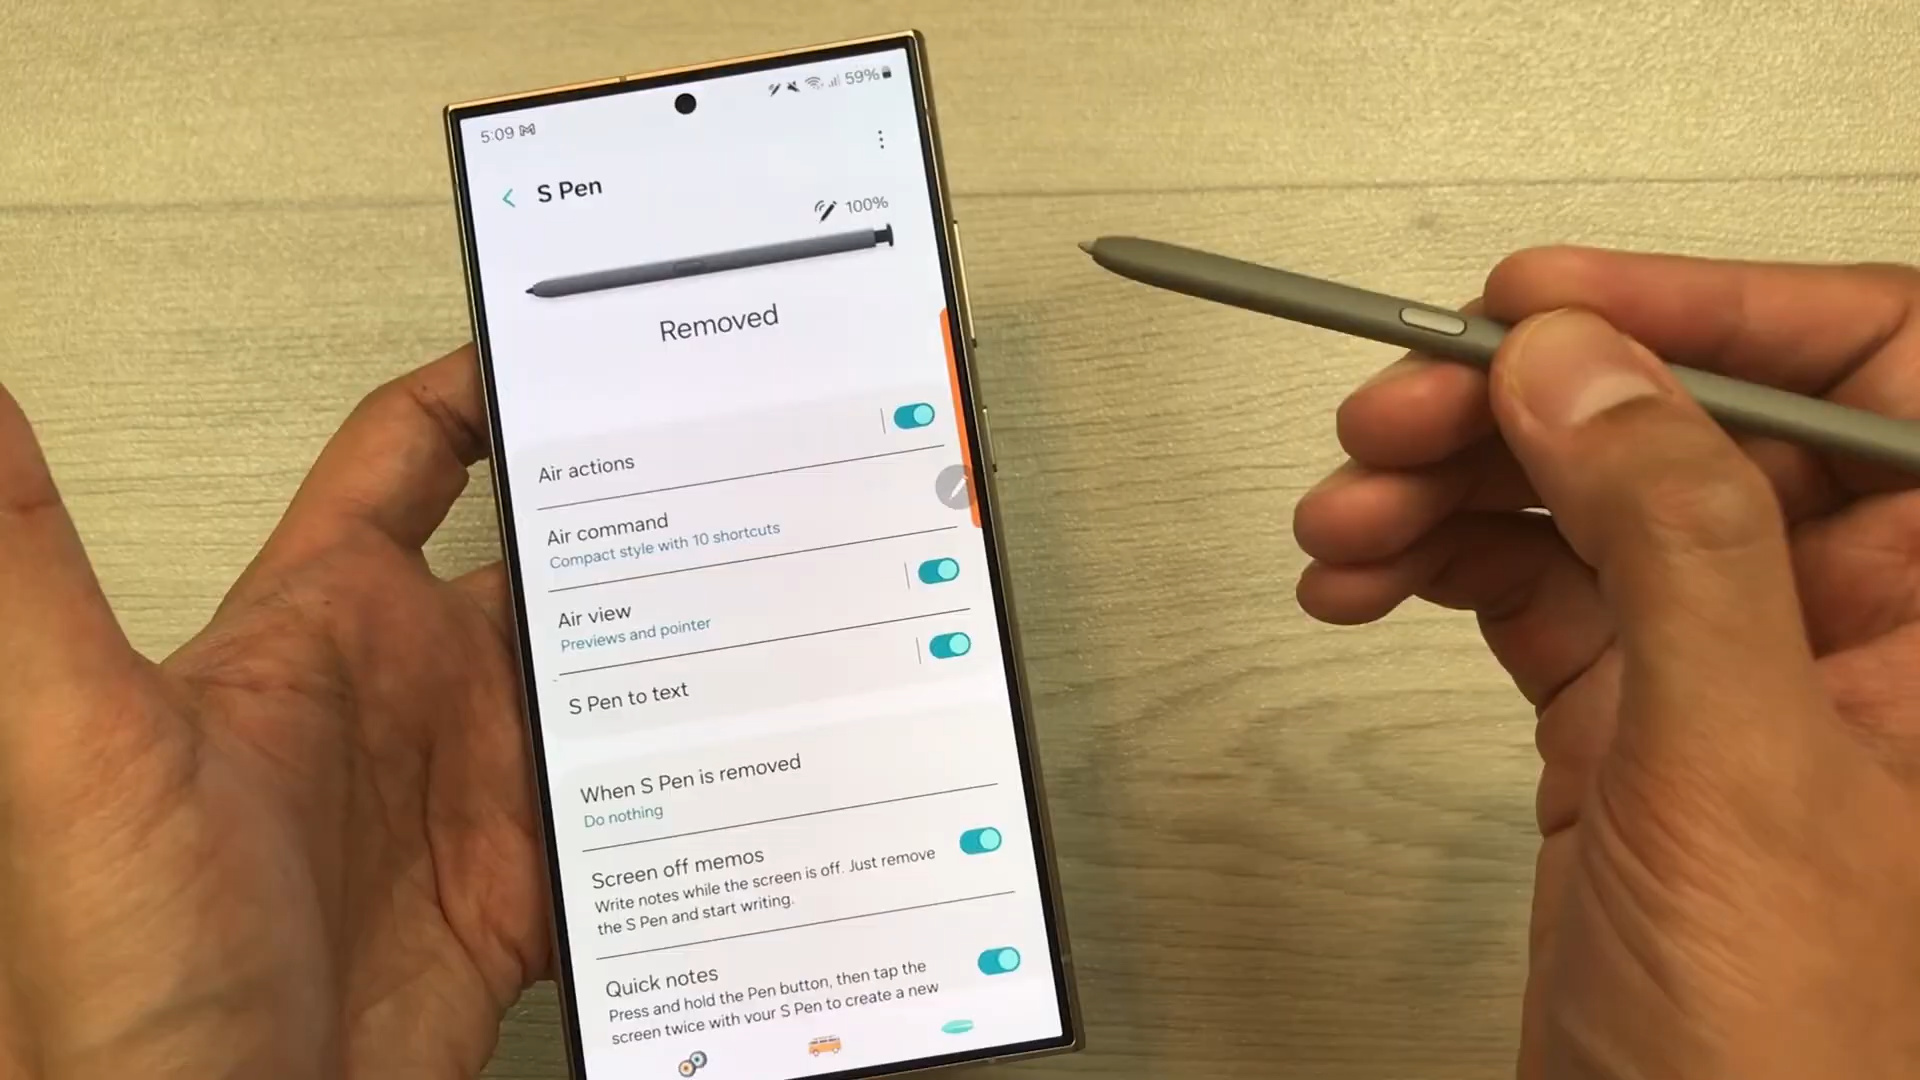 5:09
59%
S Pen
100%
Removed
Air actions
Air command
Compact style with 10 shortcuts
Air view
Previews and pointer
S Pen to text
When S Pen is removed
Do nothing
Screen off memos
Write notes while the screen is off. Just remove
the S Pen and start writing.
Quick notes
Press and hold the Pen button, then tap the
screen twice with your S Pen to create a new